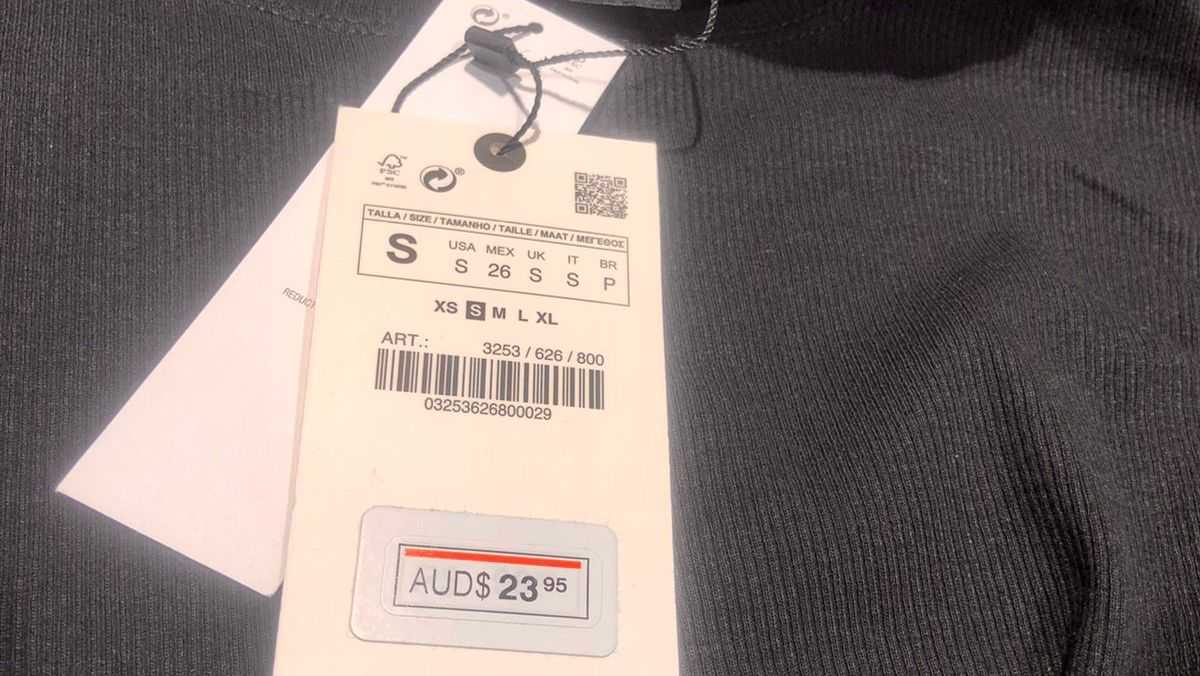 FSC
TALLA / SIZE / TAMANHO / TAILLE / MAAT / ΜΕΓΕΘΟΣ
S
USA MEX UK IT BR
S 26 S S P
XS S M L XL
ART.: 3253 / 626 / 800
03253626800029
AUD$ 23 95